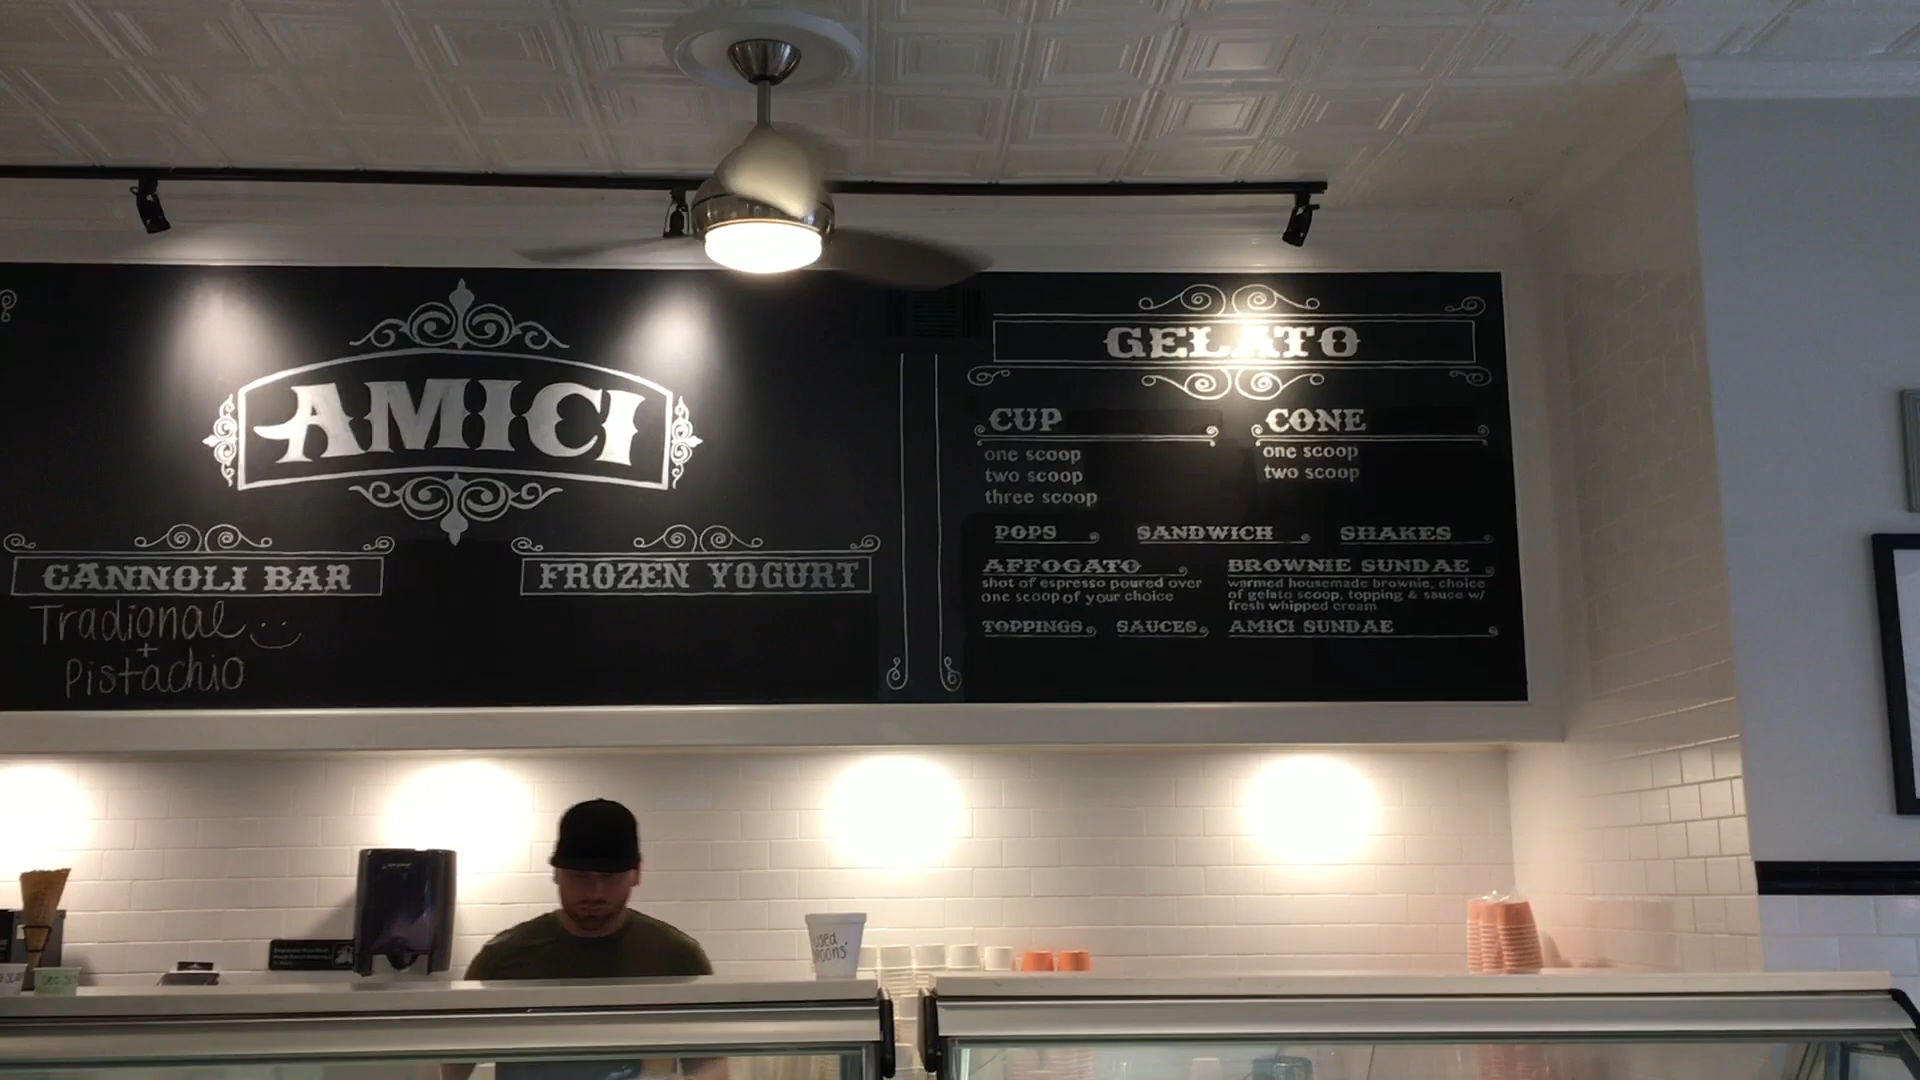 AMICI
CANNOLI BAR
Tradional
+
Pistachio
FROZEN YOGURT
GELATO
CUP
one scoop
two scoop
three scoop
CONE
one scoop
two scoop
POPS
SANDWICH
SHAKES
AFFOGATO
shot of espresso poured over
one scoop of your choice
BROWNIE SUNDAE
warmed housemade brownie, choice
of gelato scoop, topping & sauce w/
fresh whipped cream
TOPPINGS
SAUCES
AMICI SUNDAE
used
spoons